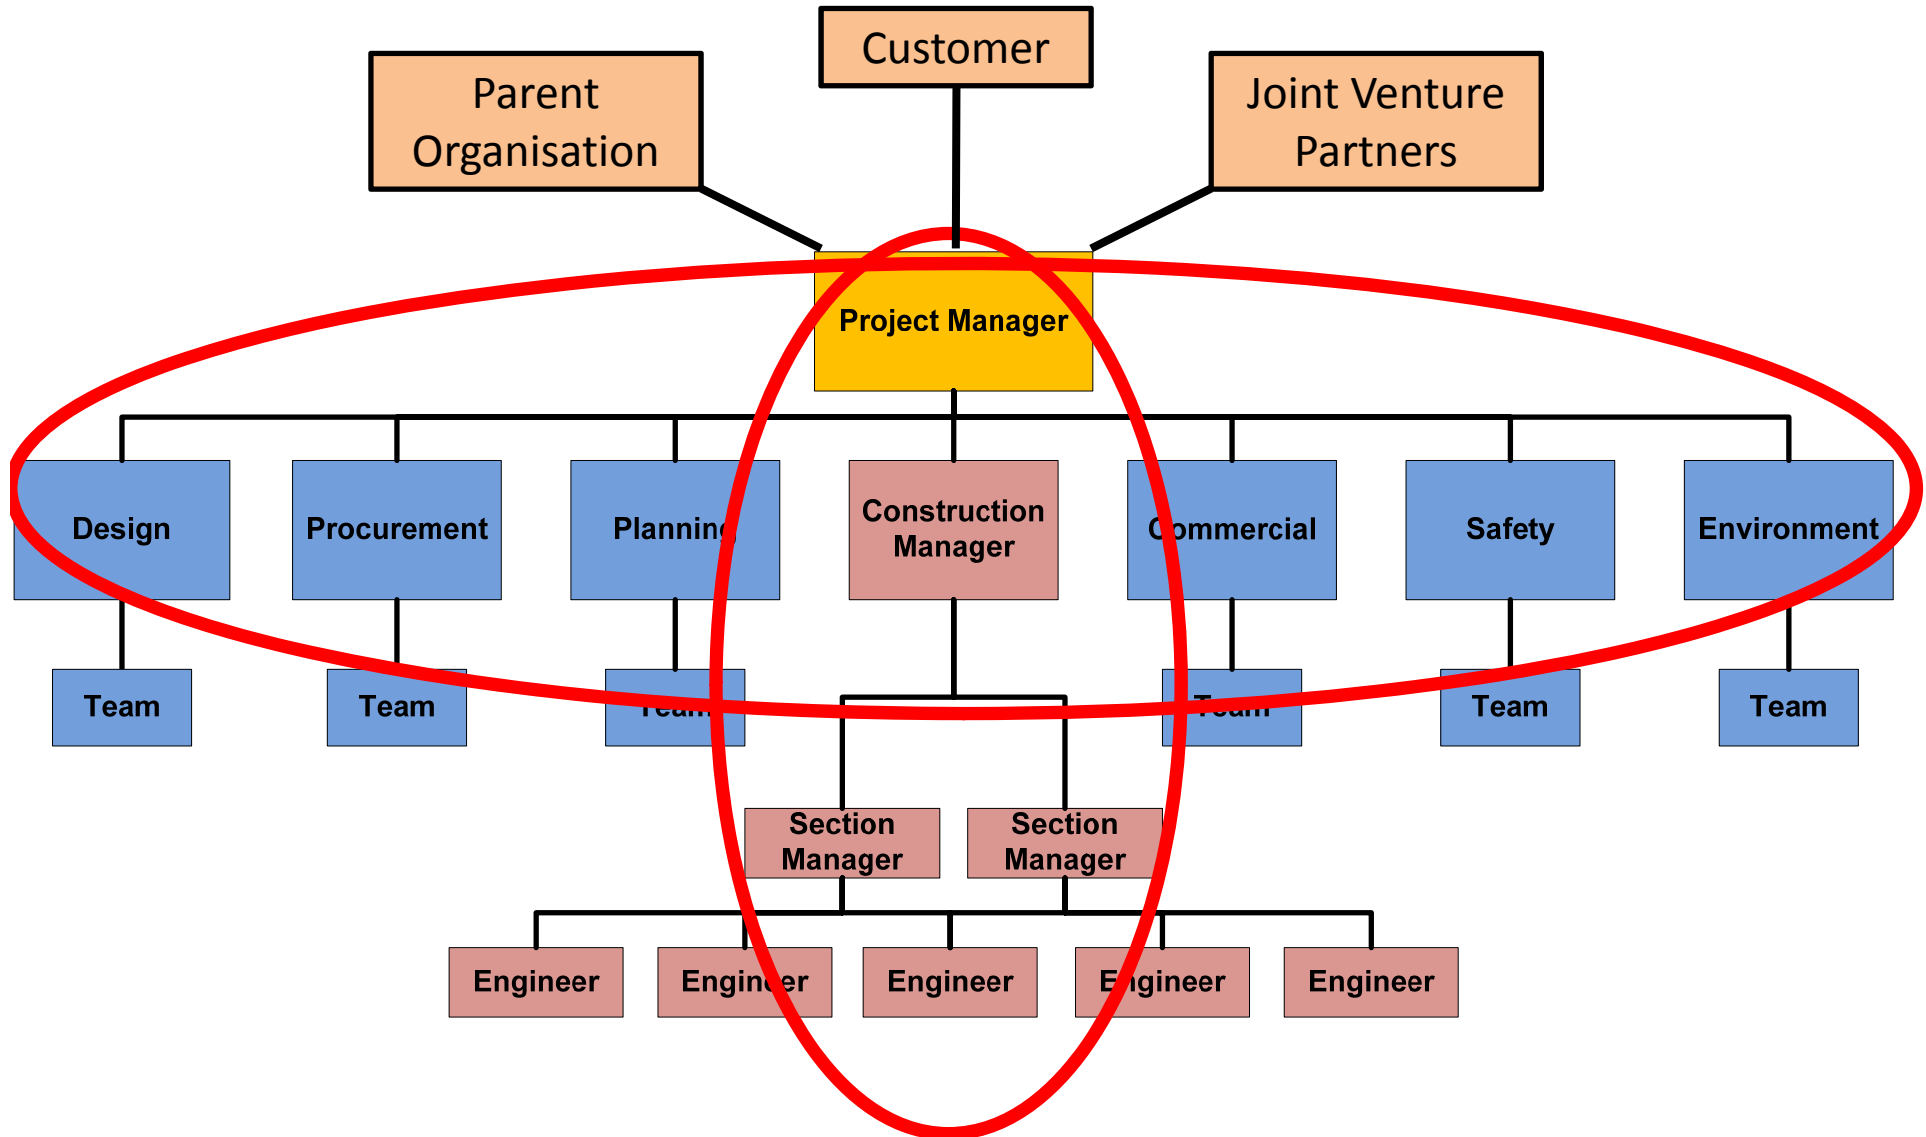 Customer
Parent
Organisation
Joint Venture
Partners
Project Manager
Design
Procurement
Planning
Construction
Manager
Commercial
Safety
Environment
Team
Team
Team
Team
Team
Team
Section
Manager
Section
Manager
Engineer
Engineer
Engineer
Engineer
Engineer